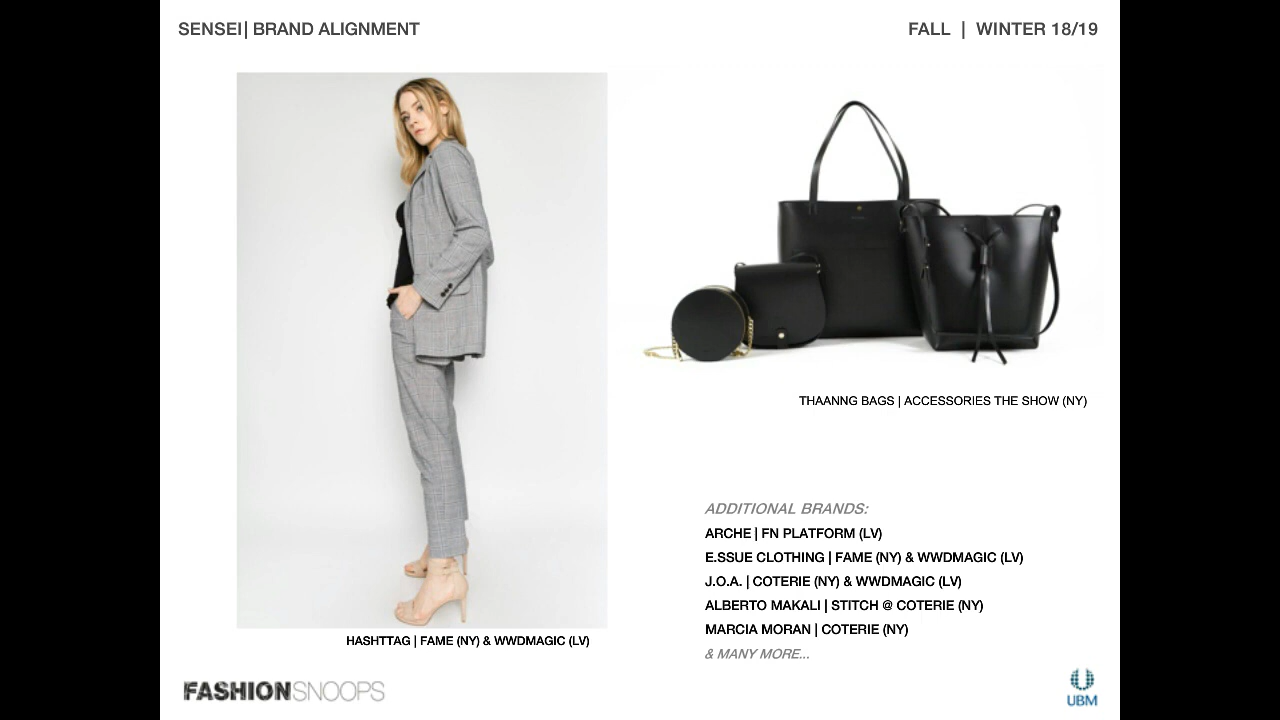 SENSEI| BRAND ALIGNMENT
FALL | WINTER 18/19
THAANNG BAGS | ACCESSORIES THE SHOW (NY)
ADDITIONAL BRANDS:
ARCHE | FN PLATFORM (LV)
E.SSUE CLOTHING | FAME (NY) & WWDMAGIC (LV)
J.O.A. | COTERIE (NY) & WWDMAGIC (LV)
ALBERTO MAKALI | STITCH @ COTERIE (NY)
MARCIA MORAN | COTERIE (NY)
& MANY MORE...
HASHTTAG | FAME (NY) & WWDMAGIC (LV)
FASHIONSNOOPS
UBM